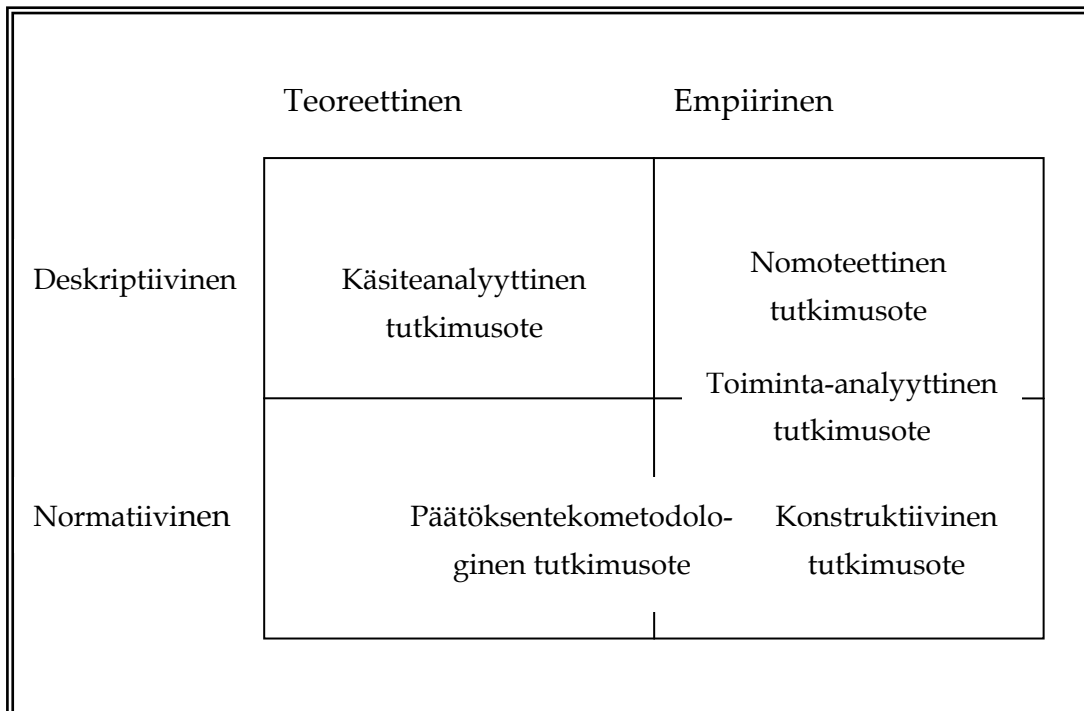 Teoreettinen
Empiirinen
Deskriptiivinen
Käsiteanalyyttinen
tutkimusote
Nomoteettinen
tutkimusote
Toiminta-analyyttinen
tutkimusote
Normatiivinen
Päätöksentekometodolo-
ginen tutkimusote
Konstruktiivinen
tutkimusote